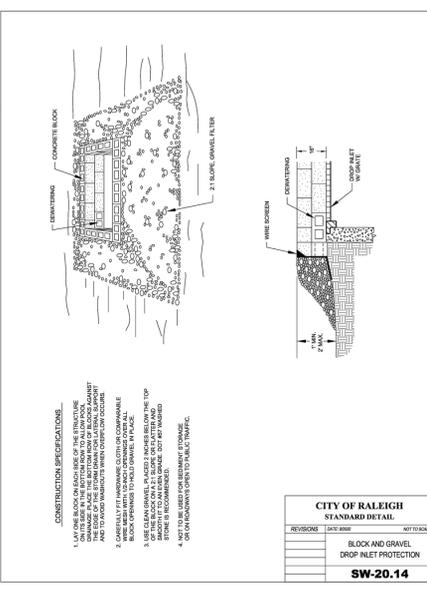 CONCRETE BLOCK
DEWATERING
2:1 SLOPE, GRAVEL FILTER
DEWATERING
16"
DROP INLET
W/ GRATE
WIRE SCREEN
1' MIN.
2' MAX.
CONSTRUCTION SPECIFICATIONS
1. LAY ONE BLOCK ON EACH SIDE OF THE STRUCTURE
ON ITS SIDE IN THE BOTTOM ROW TO ALLOW POOL
DRAINAGE. PLACE THE BOTTOM ROW OF BLOCKS AGAINST
THE EDGE OF THE STORM DRAIN FOR LATERAL SUPPORT
AND TO AVOID WASHOUTS WHEN OVERFLOW OCCURS.
2. CAREFULLY FIT HARDWARE CLOTH OR COMPARABLE
WIRE MESH WITH 1/2-INCH OPENINGS OVER ALL
BLOCK OPENINGS TO HOLD GRAVEL IN PLACE.
3. USE CLEAN GRAVEL, PLACED 2 INCHES BELOW THE TOP
OF THE BLOCK ON A 2:1 SLOPE OR FLATTER AND
SMOOTH IT TO AN EVEN GRADE. DOT #57 WASHED
STONE IS RECOMMENDED.
4. NOT TO BE USED FOR SEDIMENT STORAGE
OR ON ROADWAYS OPEN TO PUBLIC TRAFFIC.
CITY OF RALEIGH
STANDARD DETAIL
REVISIONS DATE: NOT TO SCA
BLOCK AND GRAVEL
DROP INLET PROTECTION
SW-20.14